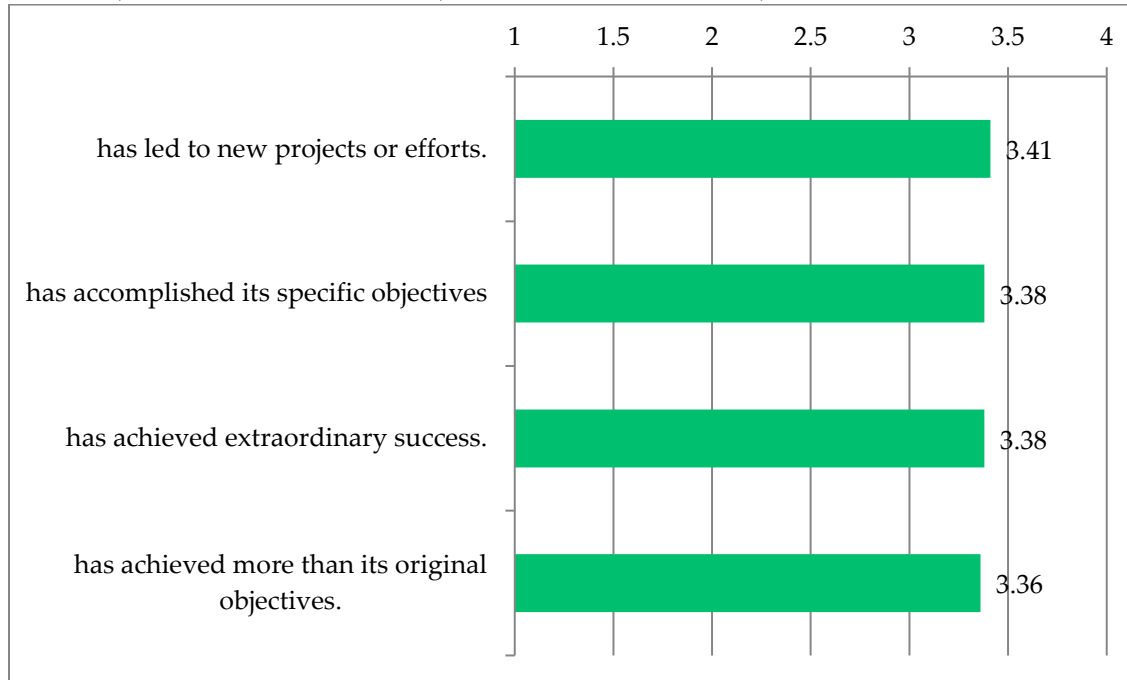 1 1.5 2 2.5 3 3.5 4
has led to new projects or efforts. 3.41
has accomplished its specific objectives 3.38
has achieved extraordinary success. 3.38
has achieved more than its original
objectives. 3.36